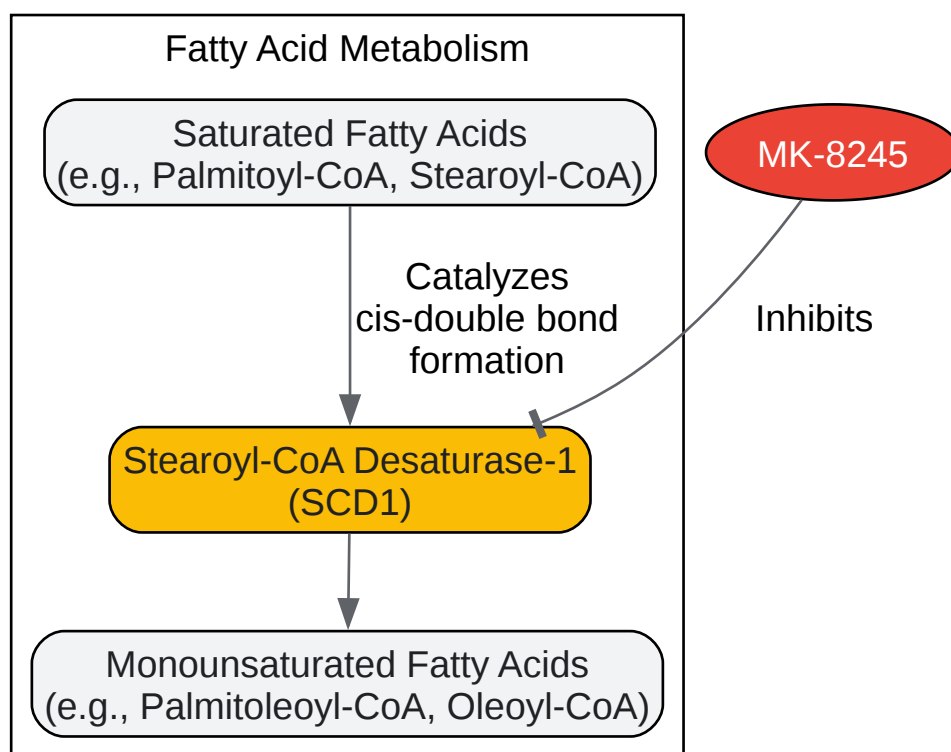 Fatty Acid Metabolism
Saturated Fatty Acids
(e.g., Palmitoyl-CoA, Stearoyl-CoA)
MK-8245
Catalyzes
cis-double bond
formation
Inhibits
Stearoyl-CoA Desaturase-1
(SCD1)
Monounsaturated Fatty Acids
(e.g., Palmitoleoyl-CoA, Oleoyl-CoA)